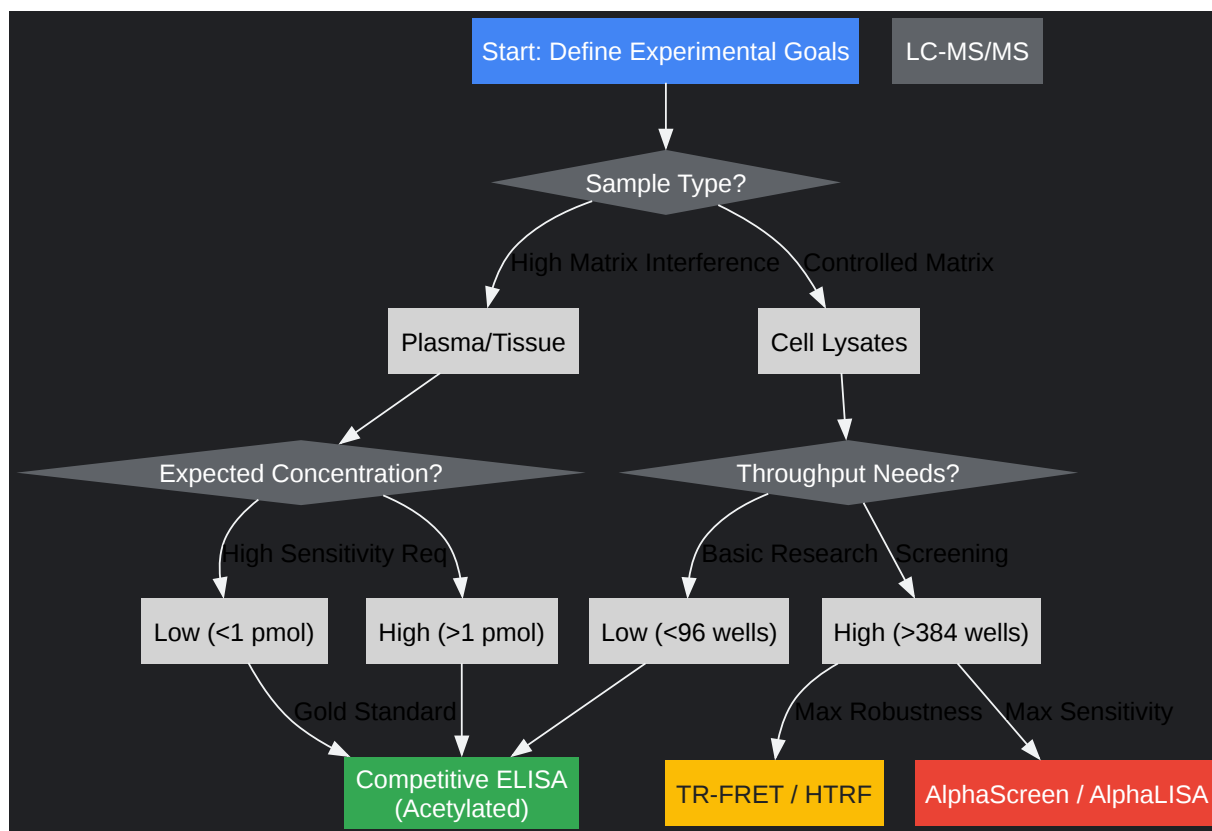 Start: Define Experimental Goals
LC-MS/MS
Sample Type?
High Matrix Interference
Controlled Matrix
Plasma/Tissue
Cell Lysates
Expected Concentration?
Throughput Needs?
High Sensitivity Req
Basic Research
Screening
Low (<1 pmol)
High (>1 pmol)
Low (<96 wells)
High (>384 wells)
Gold Standard
Max Robustness
Max Sensitivity
Competitive ELISA
(Acetylated)
TR-FRET / HTRF
AlphaScreen / AlphaLISA